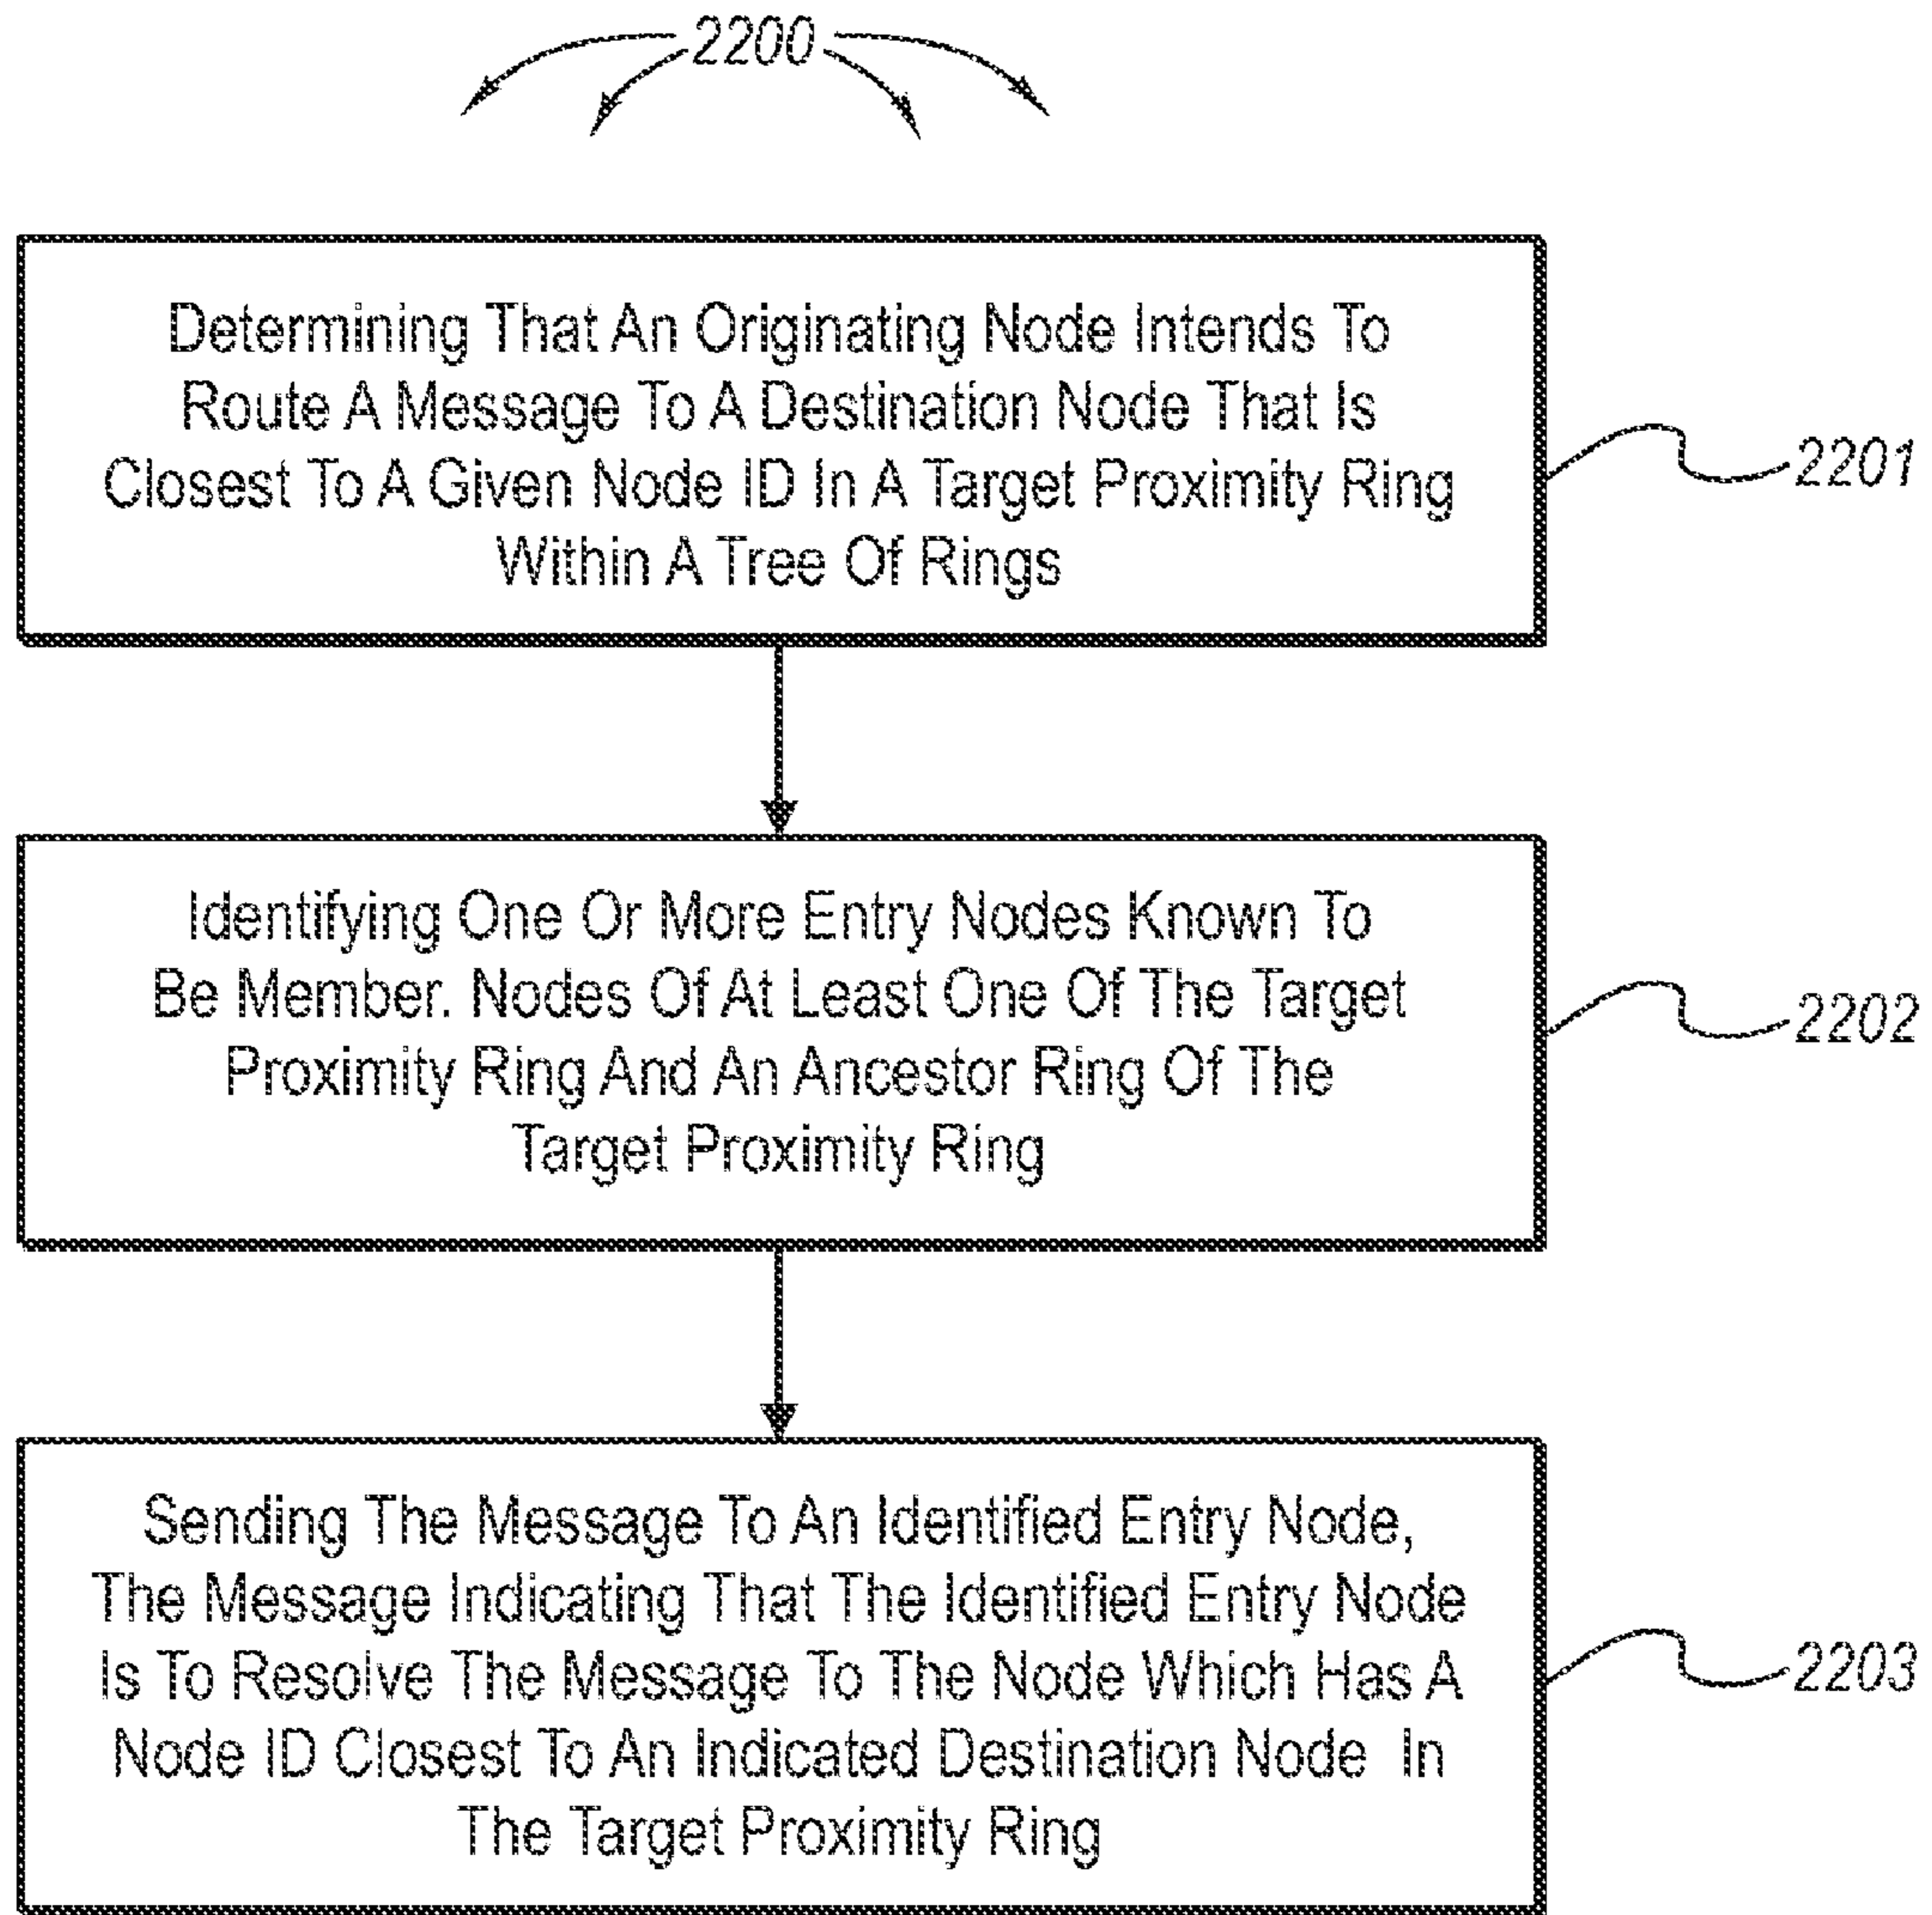 2200
Determining That An Originating Node Intends To
Route A Message To A Destination Node That Is
Closest To A Given Node ID In A Target Proximity Ring
Within A Tree Of Rings
2201
Identifying One Or More Entry Nodes Known To
Be Member. Nodes Of At Least One Of The Target
Proximity Ring And An Ancestor Ring Of The
Target Proximity Ring
2202
Sending The Message To An Identified Entry Node,
The Message Indicating That The Identified Entry Node
Is To Resolve The Message To The Node Which Has A
Node ID Closest To An Indicated Destination Node In
The Target Proximity Ring
2203